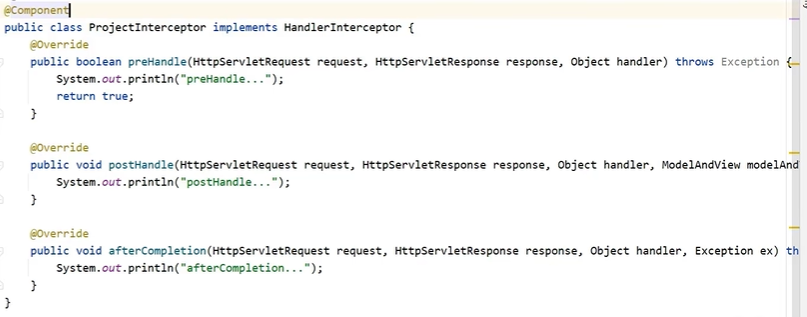 @Component
public class ProjectInterceptor implements HandlerInterceptor {
    @Override
    public boolean preHandle(HttpServletRequest request, HttpServletResponse response, Object handler) throws Exception {
        System.out.println("preHandle...");
        return true;
    }
    @Override
    public void postHandle(HttpServletRequest request, HttpServletResponse response, Object handler, ModelAndView modelAnd
        System.out.println("postHandle...");
    }
    @Override
    public void afterCompletion(HttpServletRequest request, HttpServletResponse response, Object handler, Exception ex) th
        System.out.println("afterCompletion...");
    }
}